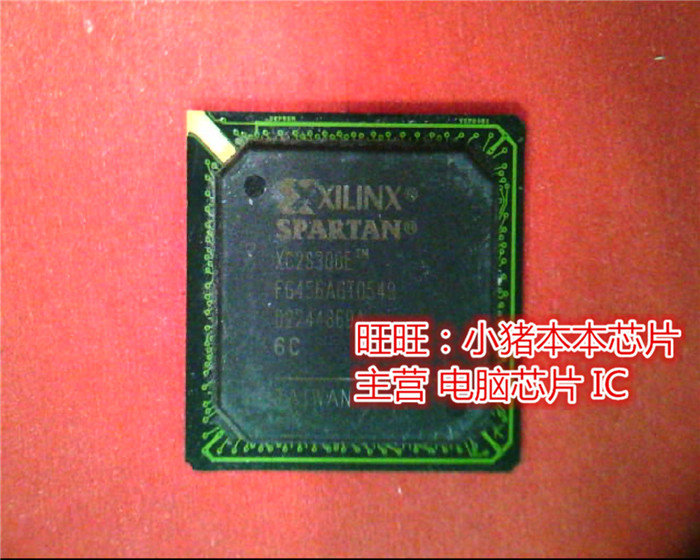 XILINX®
SPARTAN®
XC2S300E™
FG456AGT0549
6C
TAIWAN
旺旺：小猪本本芯片
主营 电脑芯片 IC